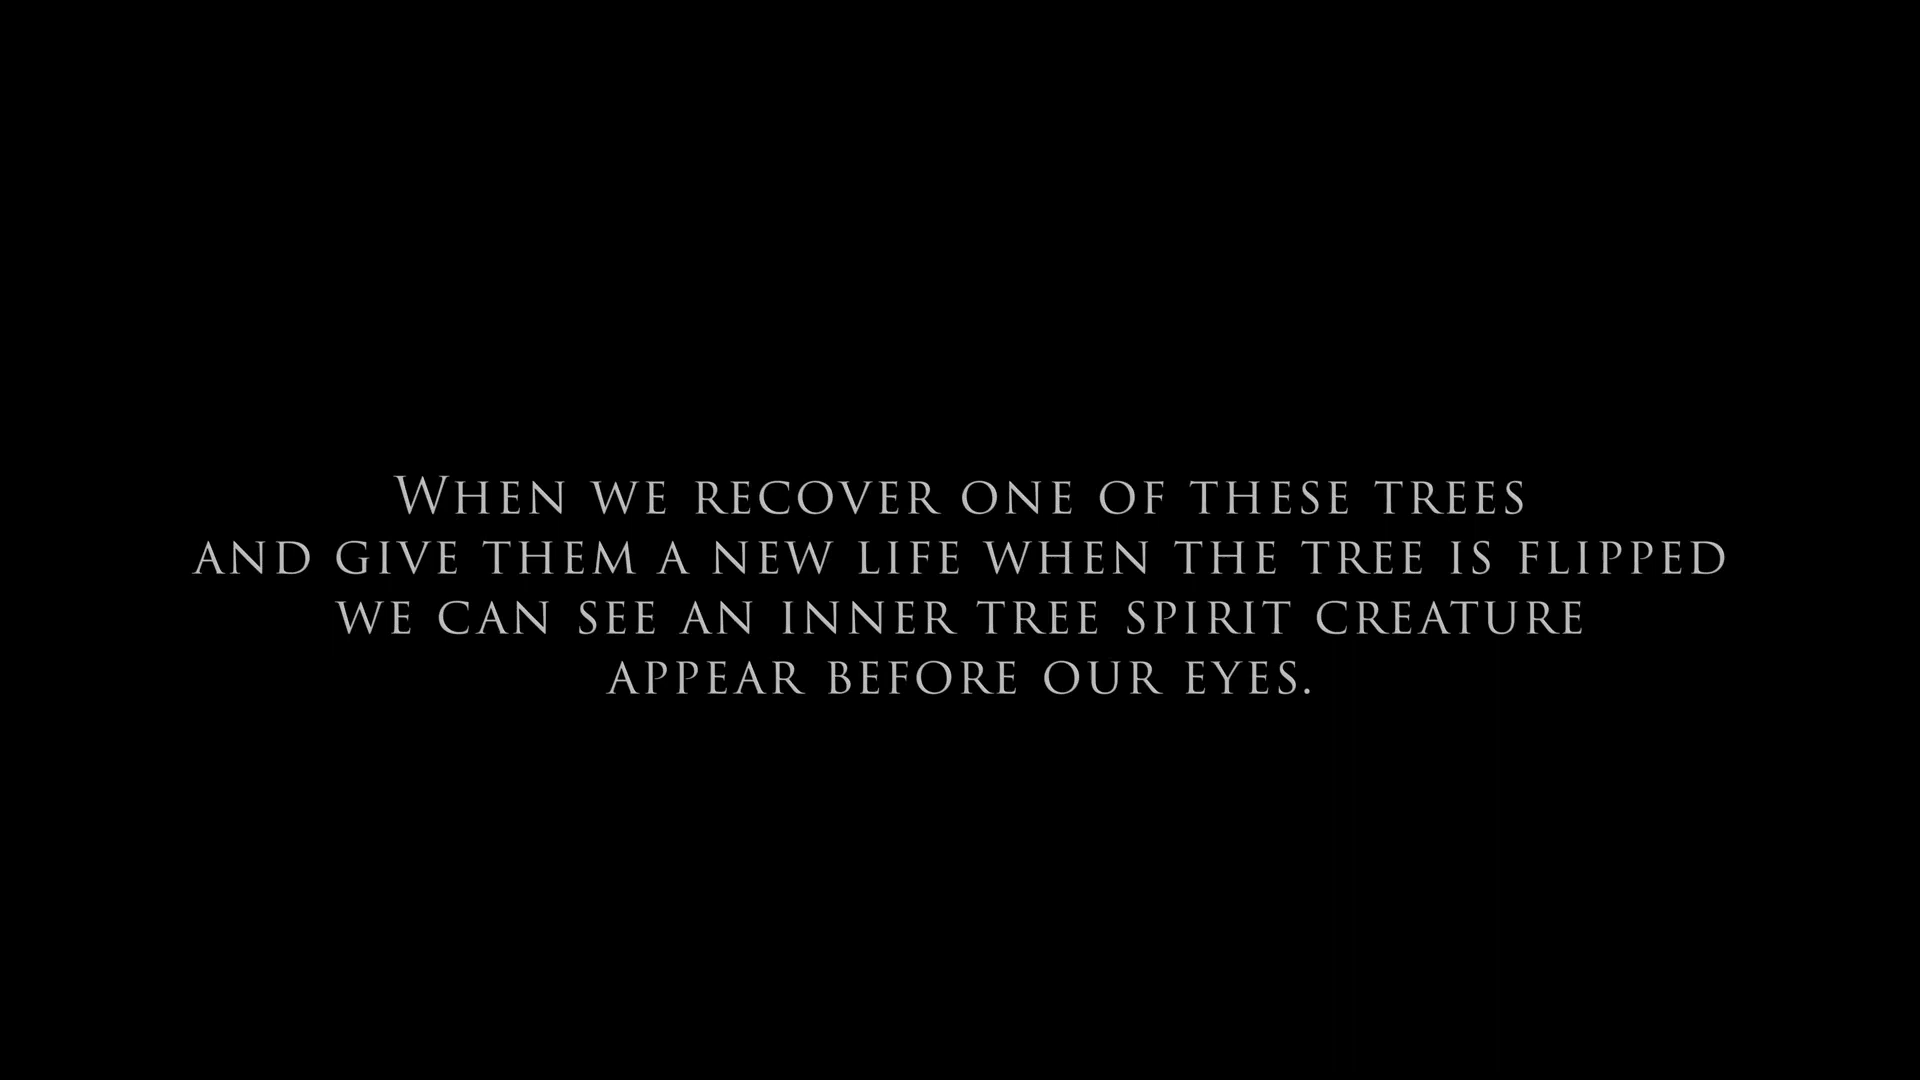 When we recover one of these trees
and give them a new life when the tree is flipped
we can see an inner tree spirit creature
appear before our eyes.